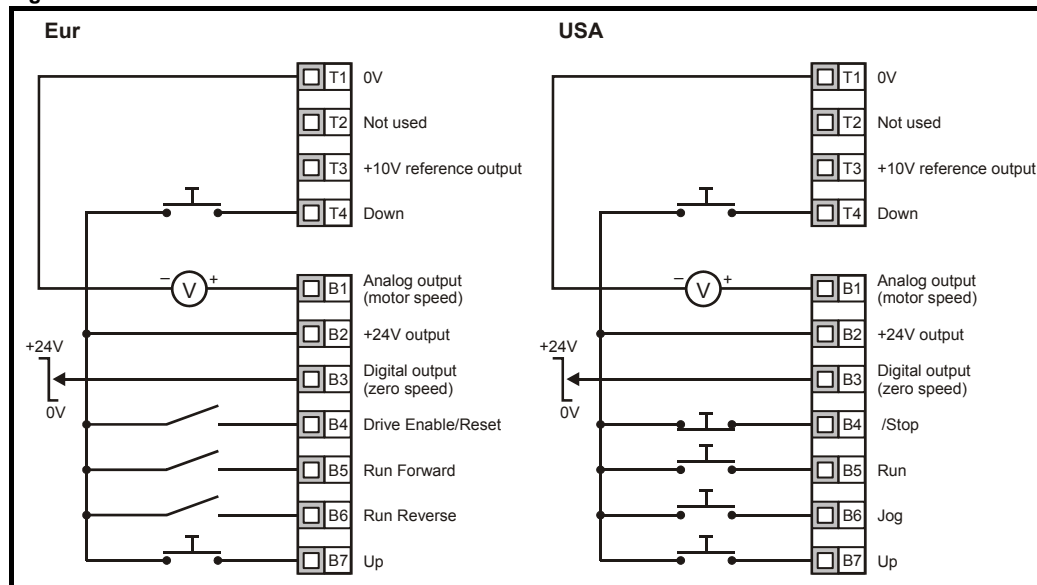 Eur
T1 0V
T2 Not used
T3 +10V reference output
T4 Down
− V +
B1 Analog output
(motor speed)
B2 +24V output
+24V
B3 Digital output
(zero speed)
0V
B4 Drive Enable/Reset
B5 Run Forward
B6 Run Reverse
B7 Up
USA
T1 0V
T2 Not used
T3 +10V reference output
T4 Down
− V +
B1 Analog output
(motor speed)
B2 +24V output
+24V
B3 Digital output
(zero speed)
0V
B4 /Stop
B5 Run
B6 Jog
B7 Up